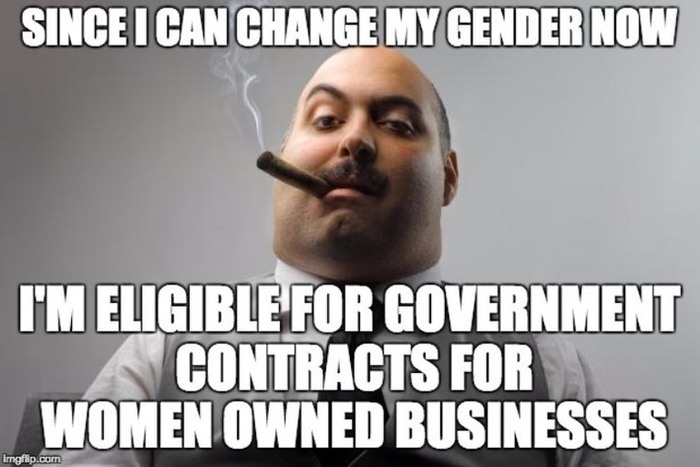 SINCE I CAN CHANGE MY GENDER NOW
I'M ELIGIBLE FOR GOVERNMENT
CONTRACTS FOR
WOMEN OWNED BUSINESSES
imgflip.com